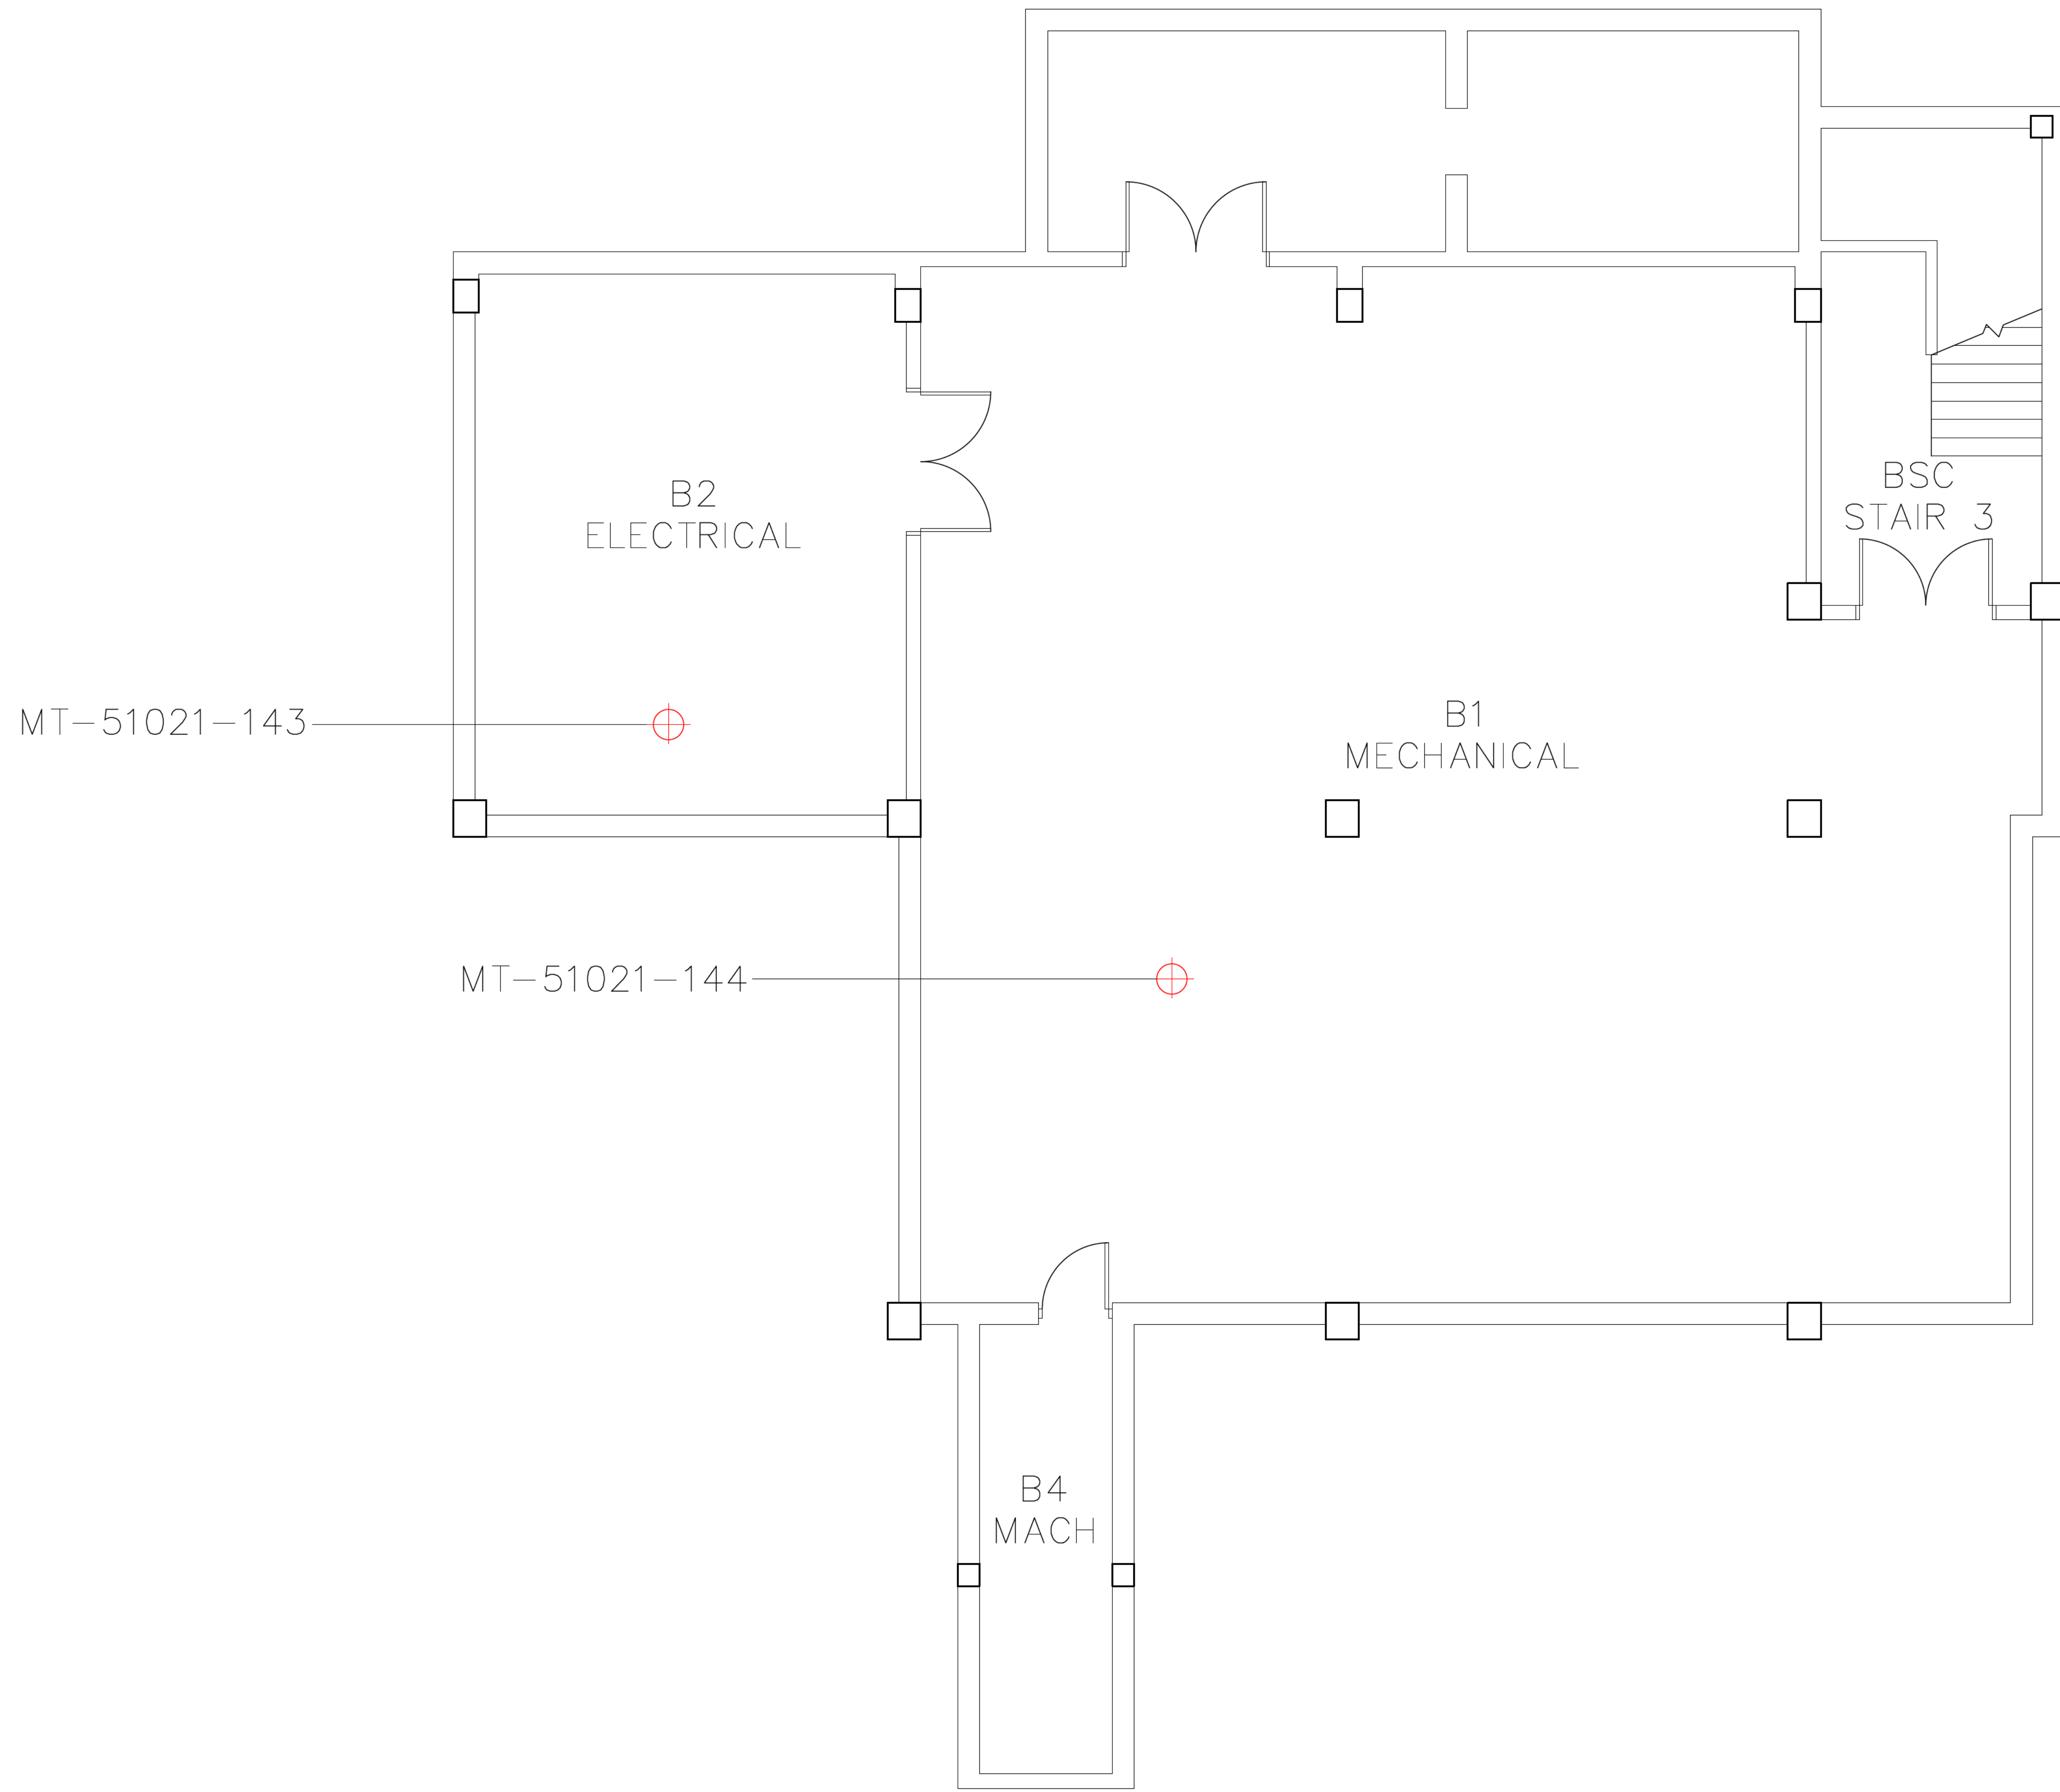 BSC
STAIR 3
B2
ELECTRICAL
B1
MECHANICAL
MT-51021-143
MT-51021-144
B4
MACH